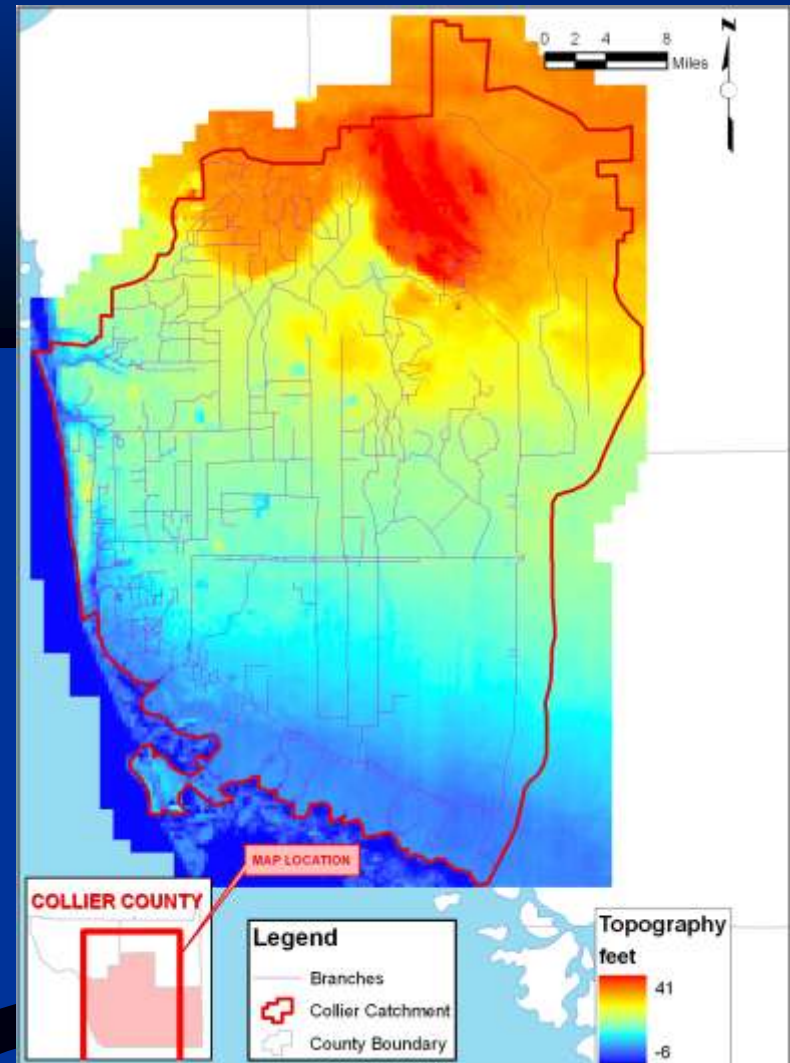 0 2 4 8
Miles
N
MAP LOCATION
COLLIER COUNTY
Legend
Branches
Collier Catchment
County Boundary
Topography
feet
41
-6